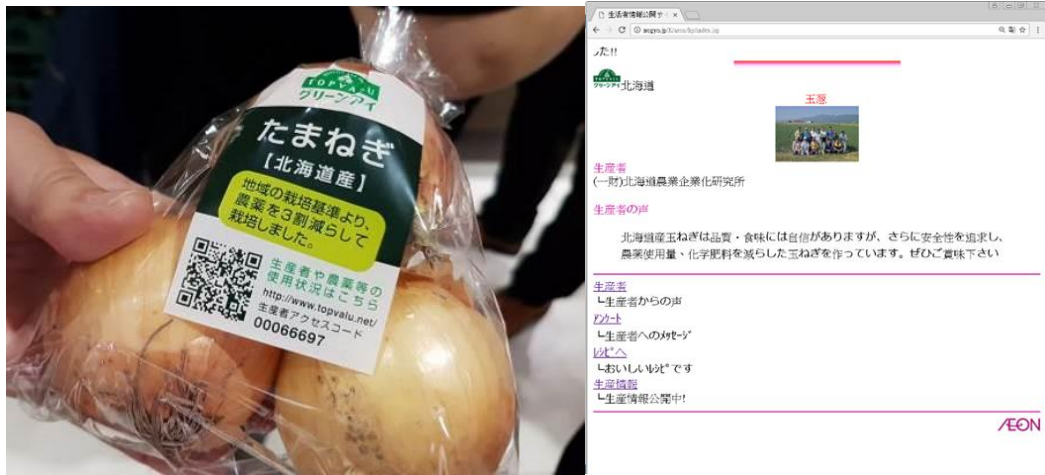 TOPVALU
グリーンアイ
たまねぎ
【北海道産】
地域の栽培基準より、
農薬を3割減らして
栽培しました。
生産者や農薬等の
使用状況はこちら
http://www.topvalu.net/
生産者アクセスコード
00066697
した!!
TOPVALU
グリーンアイ北海道
玉葱
生産者
(一財)北海道農業企業化研究所
生産者の声
北海道産玉ねぎは品質・食味には自信がありますが、さらに安全性を追求し、
農薬使用量・化学肥料を減らした玉ねぎを作っています。ぜひご賞味下さい
生産者
┗生産者からの声
ｱﾝｹｰﾄ
┗生産者へのﾒｯｾｰｼﾞ
ﾚｼﾋﾟへ
┗おいしいﾚｼﾋﾟです
生産情報
┗生産情報公開中!
ÆON